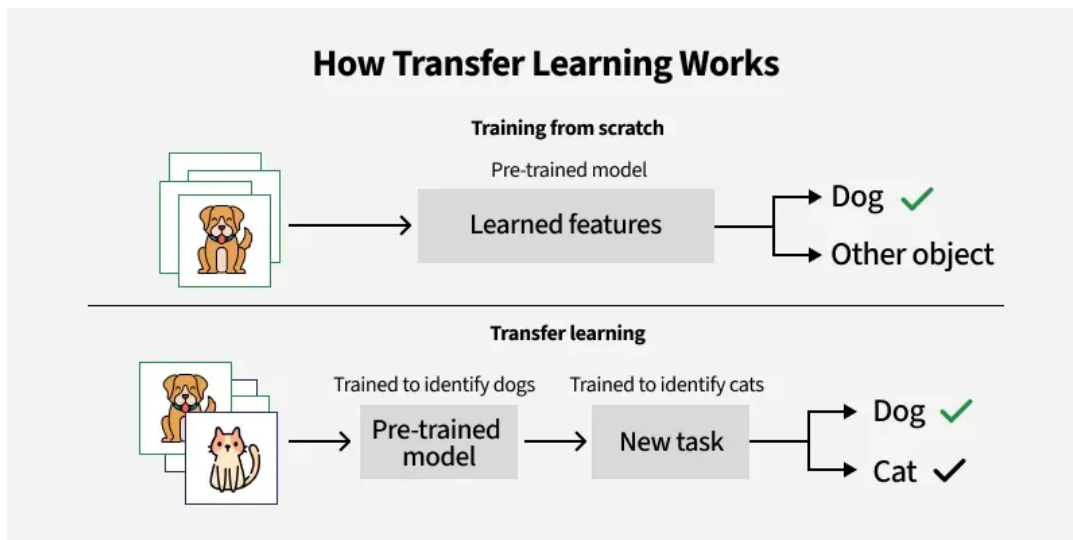 How Transfer Learning Works
Training from scratch
Pre-trained model
Learned features
Dog
Other object
Transfer learning
Trained to identify dogs
Trained to identify cats
Pre-trained
model
New task
Dog
Cat